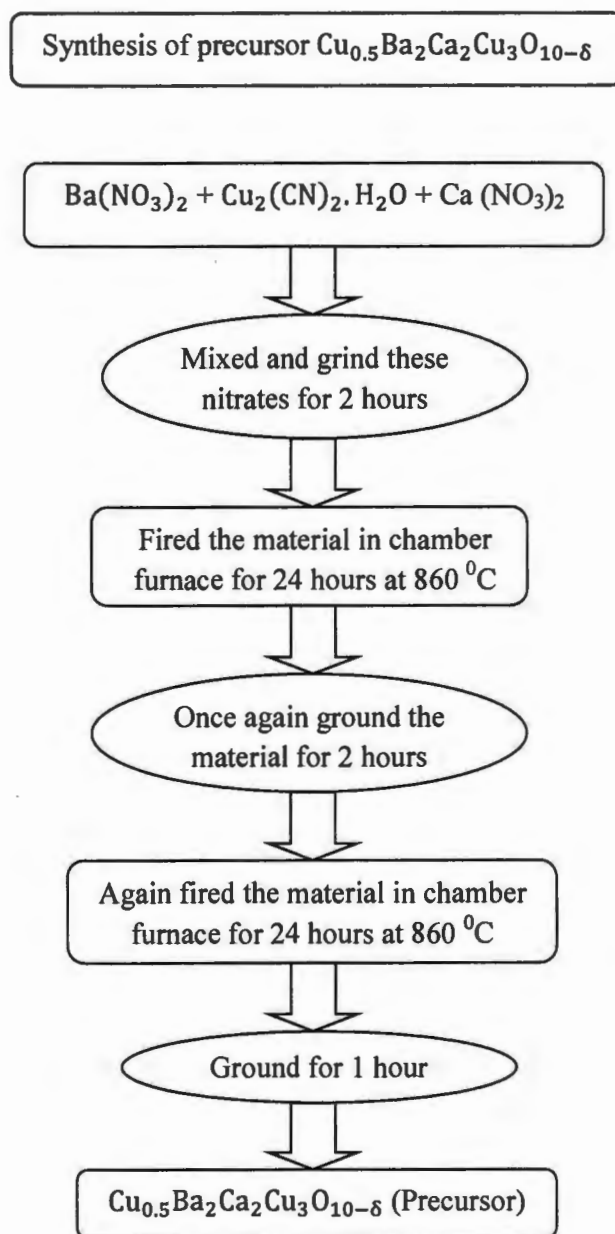 Synthesis of precursor Cu₀.₅Ba₂Ca₂Cu₃O₁₀₋δ
Ba(NO₃)₂ + Cu₂(CN)₂. H₂O + Ca (NO₃)₂
Mixed and grind these
nitrates for 2 hours
Fired the material in chamber
furnace for 24 hours at 860 ⁰C
Once again ground the
material for 2 hours
Again fired the material in chamber
furnace for 24 hours at 860 ⁰C
Ground for 1 hour
Cu₀.₅Ba₂Ca₂Cu₃O₁₀₋δ (Precursor)